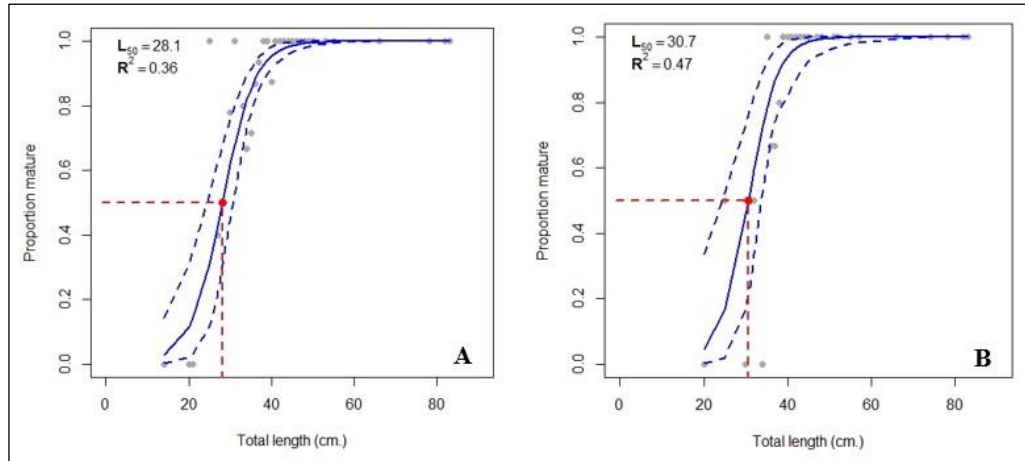 L50 = 28.1
R2 = 0.36
Proportion mature
1.0
0.8
0.6
0.4
0.2
0.0
A
0 20 40 60 80
Total length (cm.)
L50 = 30.7
R2 = 0.47
Proportion mature
1.0
0.8
0.6
0.4
0.2
0.0
B
0 20 40 60 80
Total length (cm.)